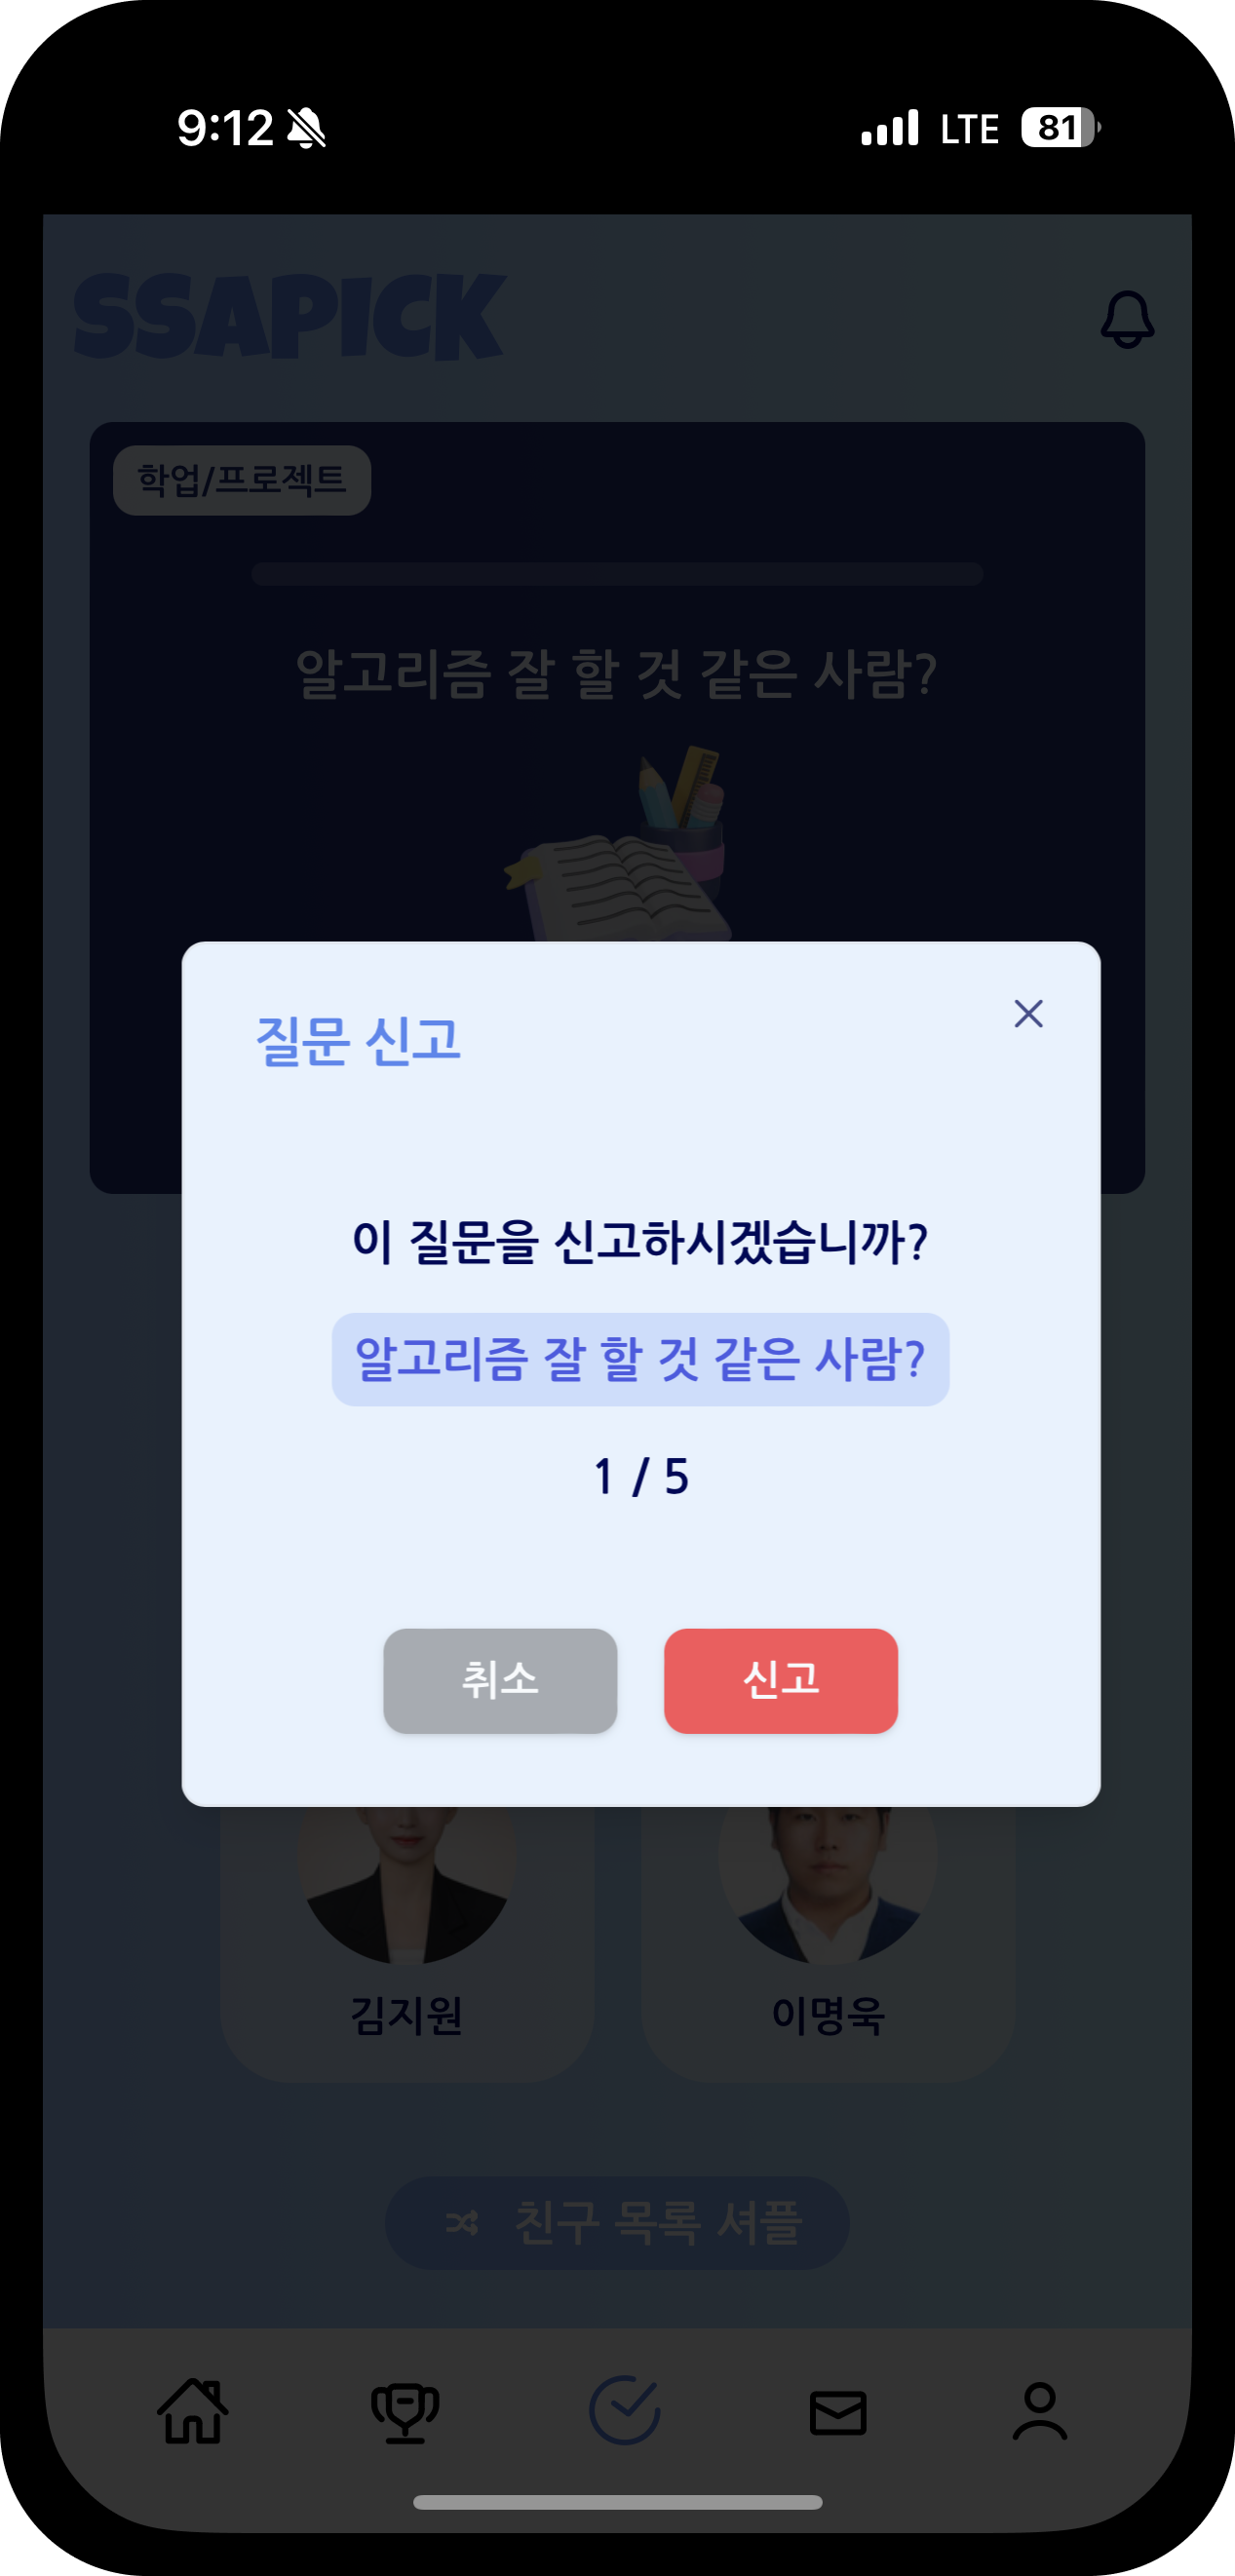 9:12
LTE 81
SSAPICK
학업/프로젝트
알고리즘 잘 할 것 같은 사람?
질문 신고
이 질문을 신고하시겠습니까?
알고리즘 잘 할 것 같은 사람?
1 / 5
취소 신고
김지원 이명욱
친구 목록 셔플